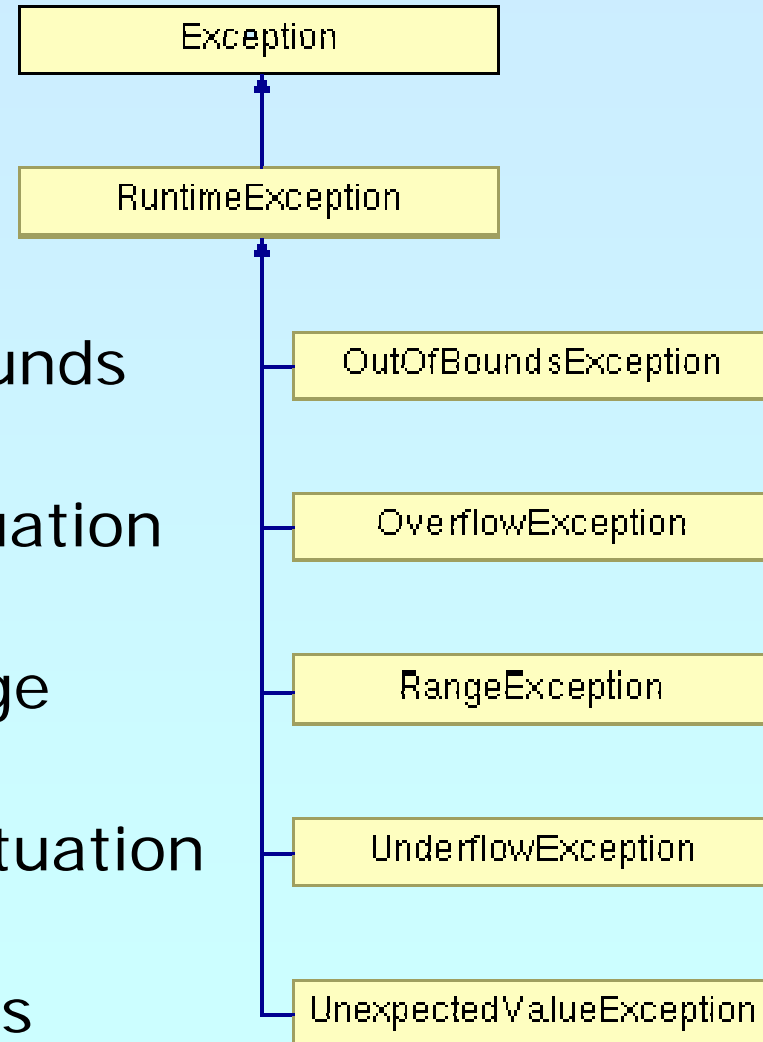 Exception
RuntimeException
unds
OutOfBoundsException
uation
OverflowException
ge
RangeException
tuation
UnderflowException
s
UnexpectedValueException